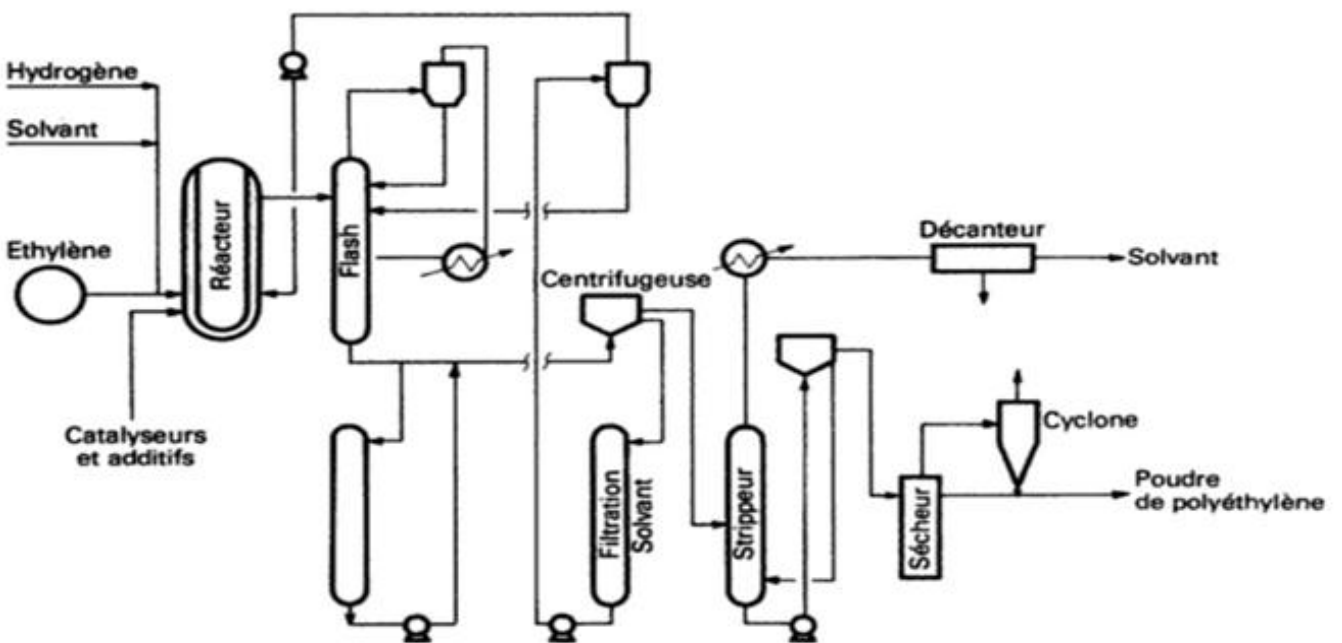 Hydrogène
Solvant
Ethylène
Réacteur
Flash
Catalyseurs
et additifs
Centrifugeuse
Filtration
Solvant
Strippeur
Décanteur
Solvant
Cyclone
Sécheur
Poudre
de polyéthylène